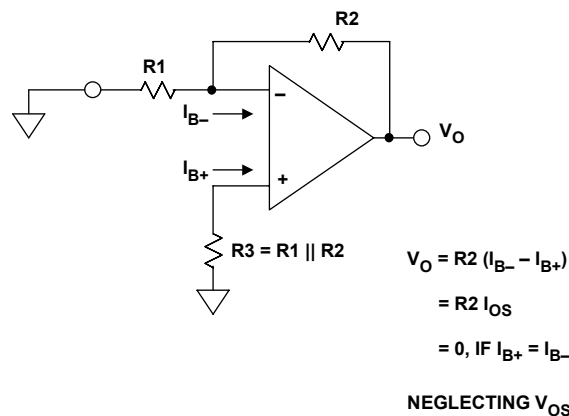 R2
R1
−
I_B−
V_O
I_B+
+
R3 = R1 || R2
V_O = R2 (I_B− – I_B+)
= R2 I_OS
= 0, IF I_B+ = I_B−
NEGLECTING V_OS